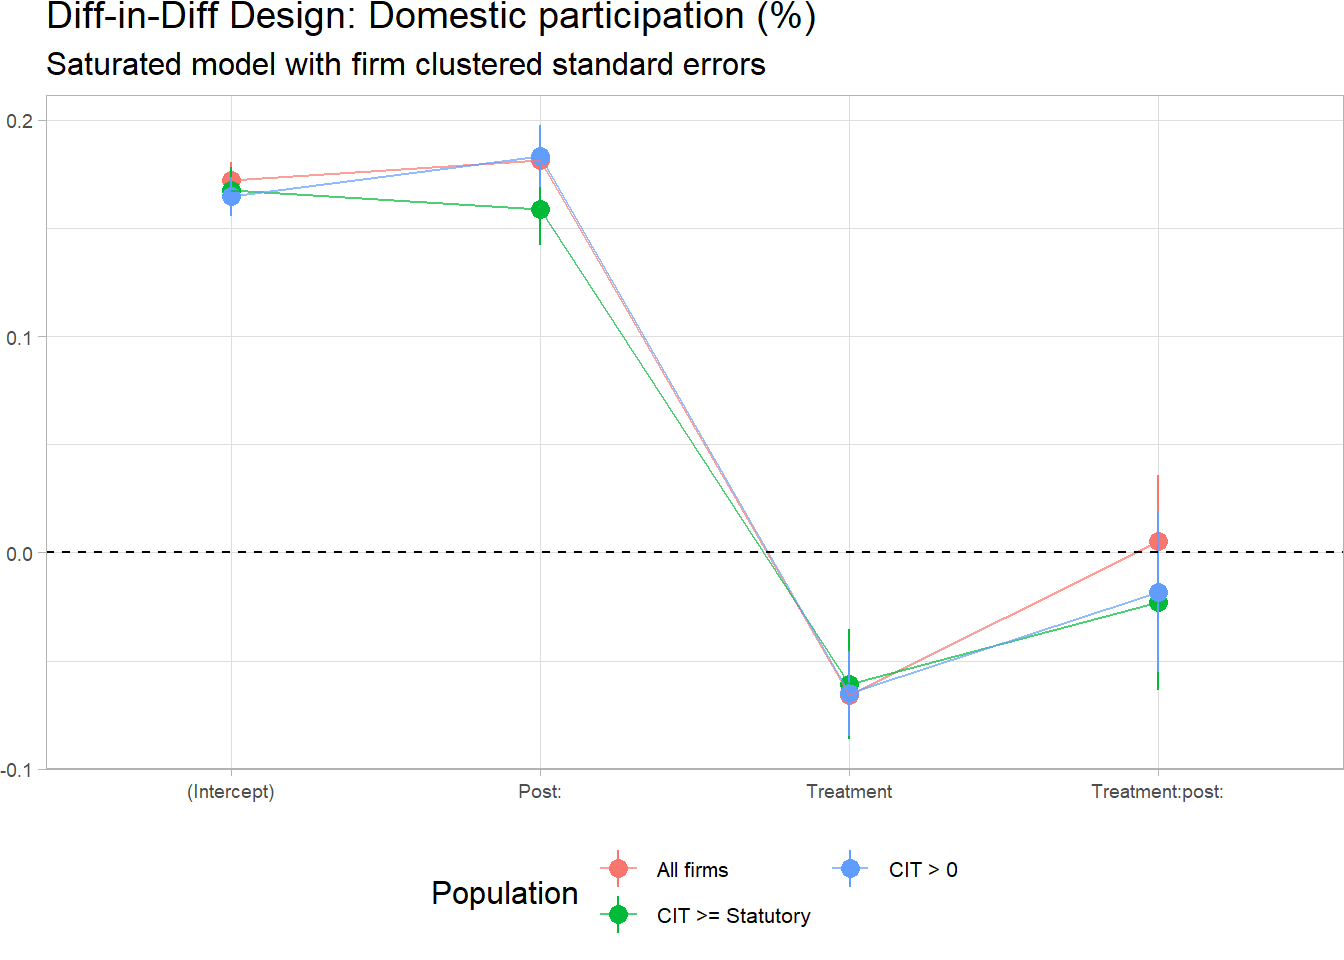 Diff-in-Diff Design: Domestic participation (%)
Saturated model with firm clustered standard errors
0.2
0.1
0.0
-0.1
(Intercept)
Post:
Treatment
Treatment:post:
Population
All firms
CIT > 0
CIT >= Statutory